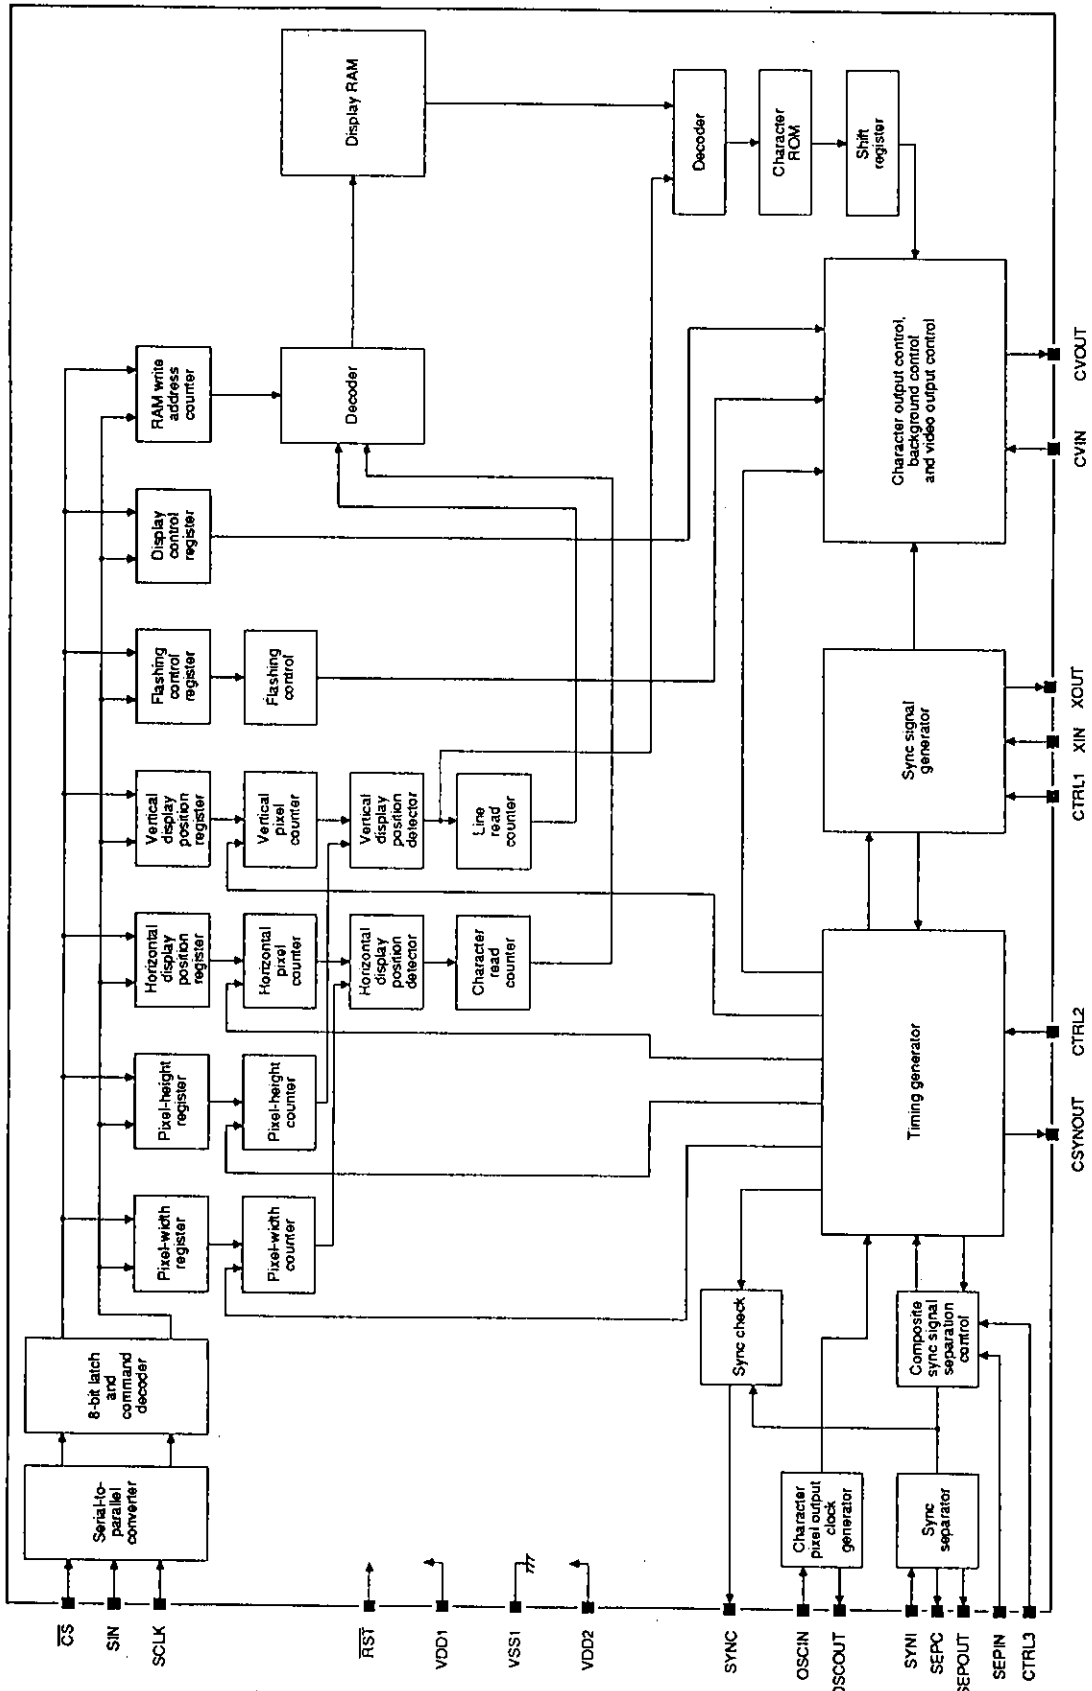 CS
SIN
SCLK
RST
VDD1
VSS1
VDD2
SYNC
OSCIN
OSCOUT
SYNI
SEPC
SEPOUT
SEPIN
CTRL3
Serial-to-
parallel
converter
8-bit latch
and
command
decoder
Pixel-width
register
Pixel-height
register
Horizontal
display
position
register
Vertical
display
position
register
Flashing
control
register
Display
control
register
RAM write
address
counter
Pixel-width
counter
Pixel-height
counter
Horizontal
pixel
counter
Vertical
pixel
counter
Flashing
control
Decoder
Display RAM
Horizontal
display
position
detector
Vertical
display
position
detector
Character
read
counter
Line
read
counter
Decoder
Character
ROM
Shift
register
Sync check
Character
pixel output
clock
generator
Sync
separator
Composite
sync signal
separation
control
Timing generator
Sync signal
generator
Character output control,
background control
and video output control
CSYNOUT
CTRL2
CTRL1
XIN
XOUT
CVIN
CVOUT